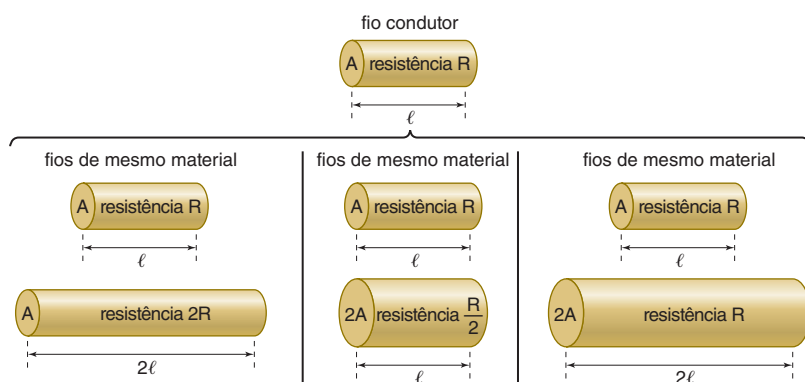 fio condutor
A resistência R
ℓ
fios de mesmo material
A resistência R
ℓ
A resistência 2R
2ℓ
fios de mesmo material
A resistência R
ℓ
2A resistência R/2
ℓ
fios de mesmo material
A resistência R
ℓ
2A resistência R
2ℓ